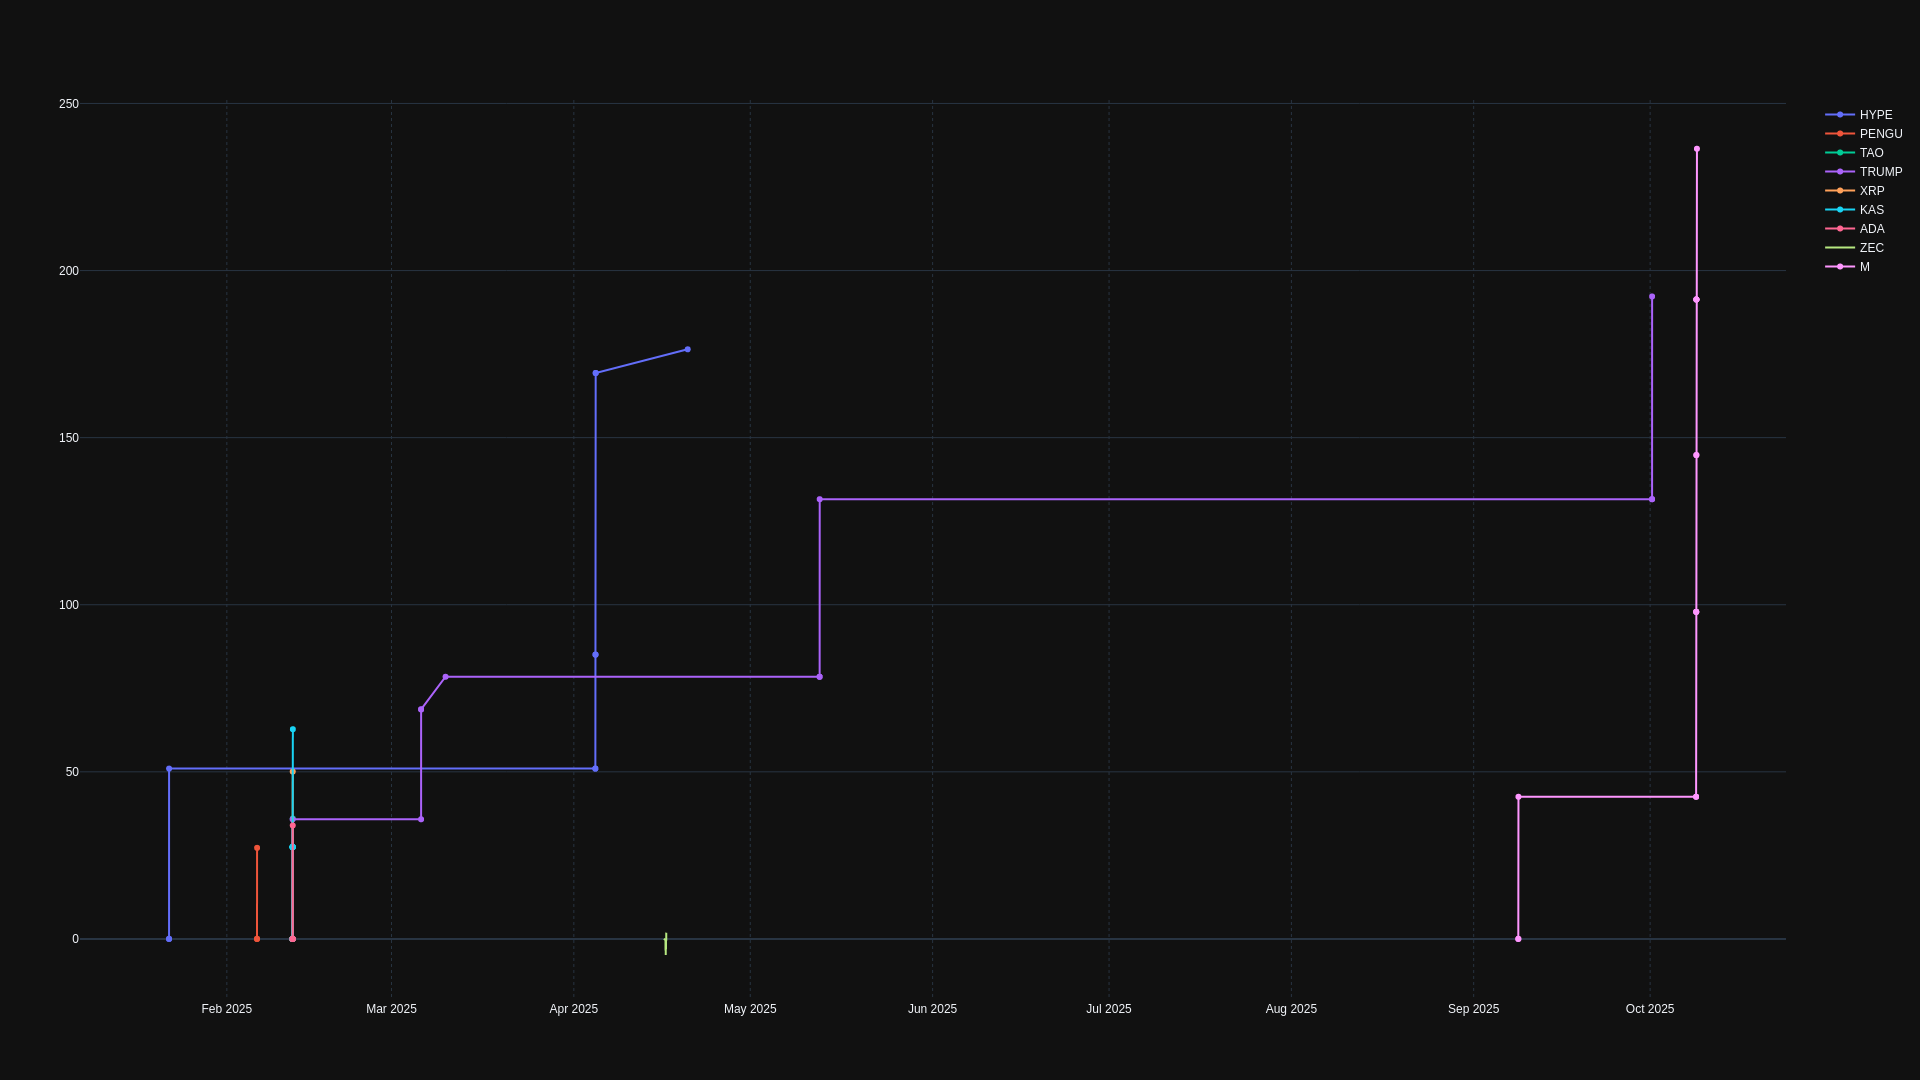 250
200
150
100
50
0
Feb 2025
Mar 2025
Apr 2025
May 2025
Jun 2025
Jul 2025
Aug 2025
Sep 2025
Oct 2025
HYPE
PENGU
TAO
TRUMP
XRP
KAS
ADA
ZEC
M